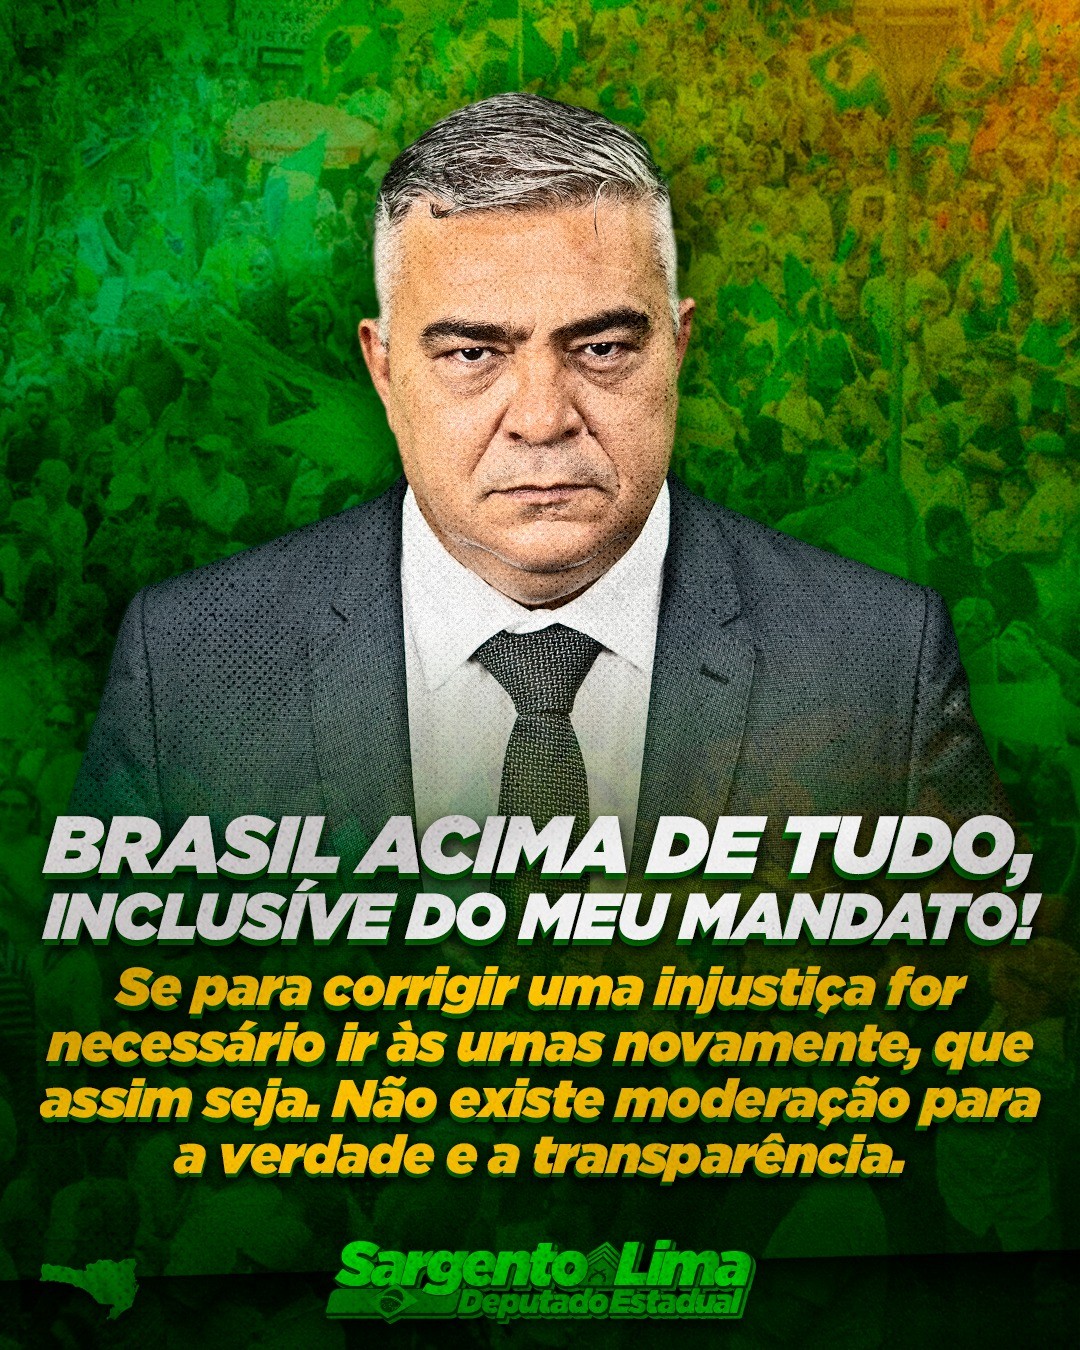 BRASIL ACIMA DE TUDO,
INCLUSÍVE DO MEU MANDATO!
Se para corrigir uma injustiça for
necessário ir às urnas novamente, que
assim seja. Não existe moderação para
a verdade e a transparência.
Sargento Lima
Deputado Estadual